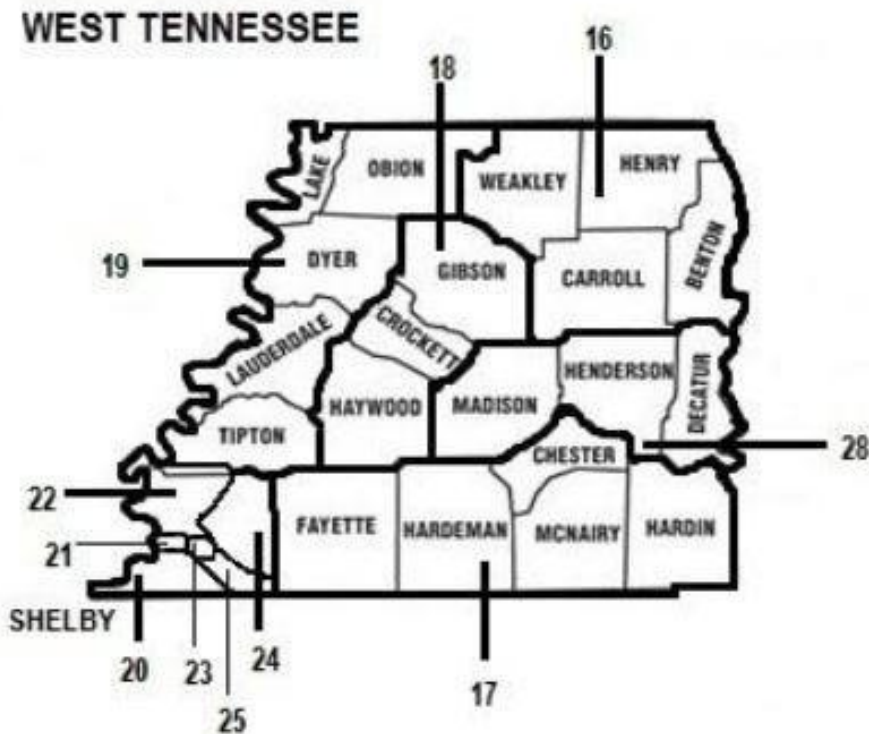 WEST TENNESSEE
18
16
LAKE
OBION
WEAKLEY
HENRY
BENTON
19
DYER
GIBSON
CARROLL
LAUDERDALE
CROCKETT
HENDERSON
DECATUR
HAYWOOD
MADISON
TIPTON
CHESTER
28
22
FAYETTE
HARDEMAN
MCNAIRY
HARDIN
21
SHELBY
20
23
24
25
17